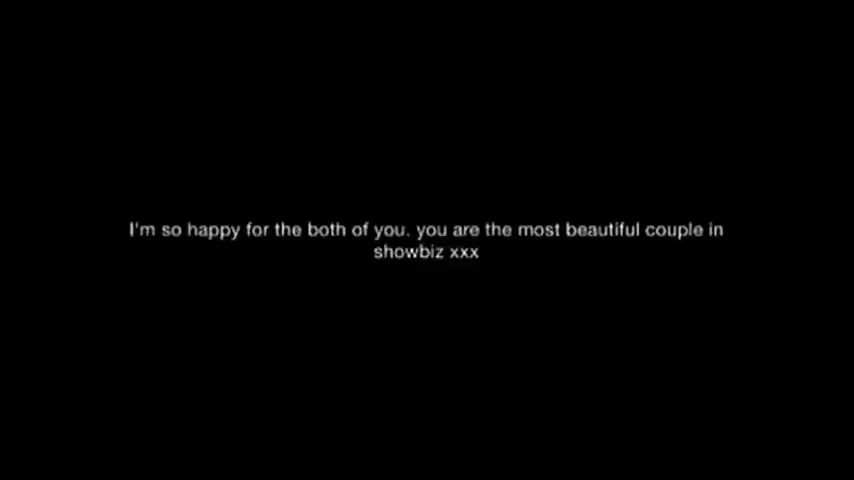 I'm so happy for the both of you. you are the most beautiful couple in
showbiz xxx